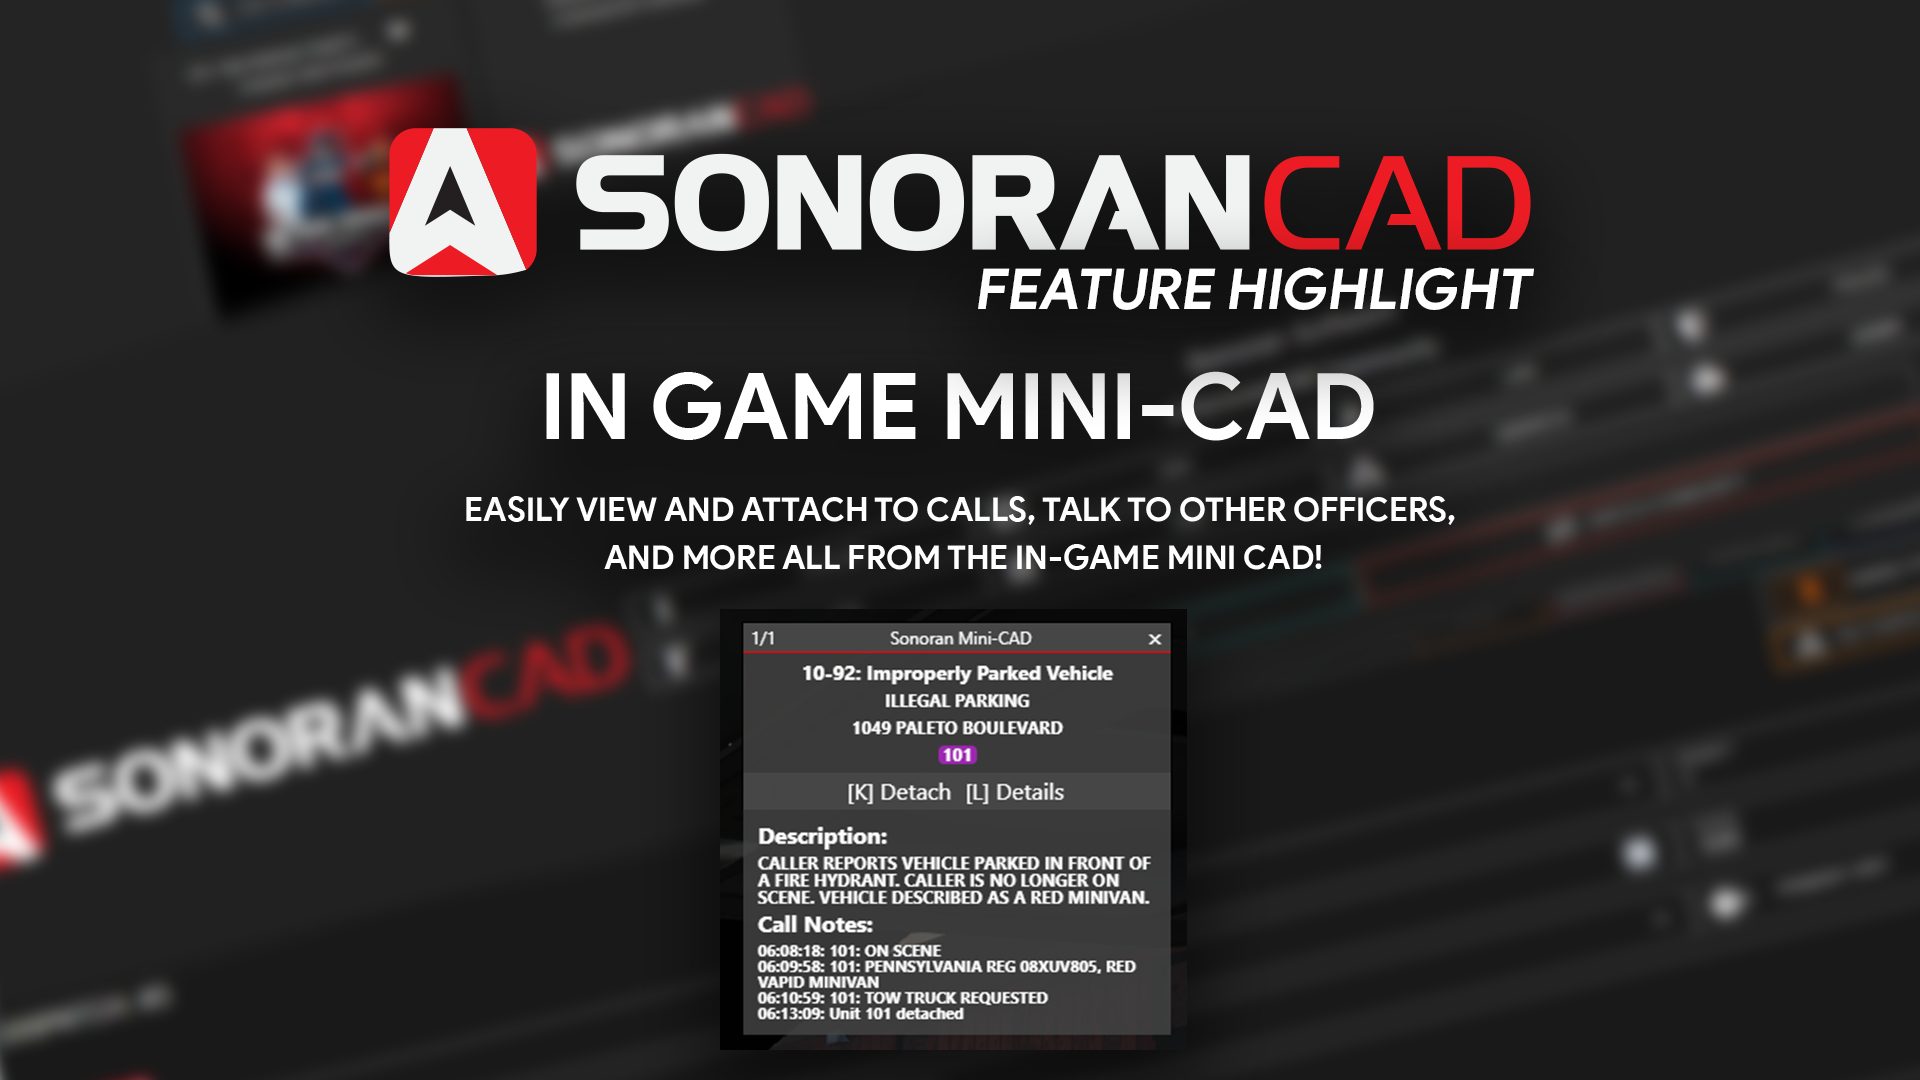 SONORANCAD
SONORANCAD
FEATURE HIGHLIGHT
IN GAME MINI-CAD
EASILY VIEW AND ATTACH TO CALLS, TALK TO OTHER OFFICERS,
AND MORE ALL FROM THE IN-GAME MINI CAD!
SONORANCAD
1/1 Sonoran Mini-CAD ×
10-92: Improperly Parked Vehicle
ILLEGAL PARKING
1049 PALETO BOULEVARD
101
[K] Detach [L] Details
Description:
CALLER REPORTS VEHICLE PARKED IN FRONT OF
A FIRE HYDRANT. CALLER IS NO LONGER ON
SCENE. VEHICLE DESCRIBED AS A RED MINIVAN.
Call Notes:
06:08:18: 101: ON SCENE
06:09:58: 101: PENNSYLVANIA REG 08XUV805, RED
VAPID MINIVAN
06:10:59: 101: TOW TRUCK REQUESTED
06:13:09: Unit 101 detached